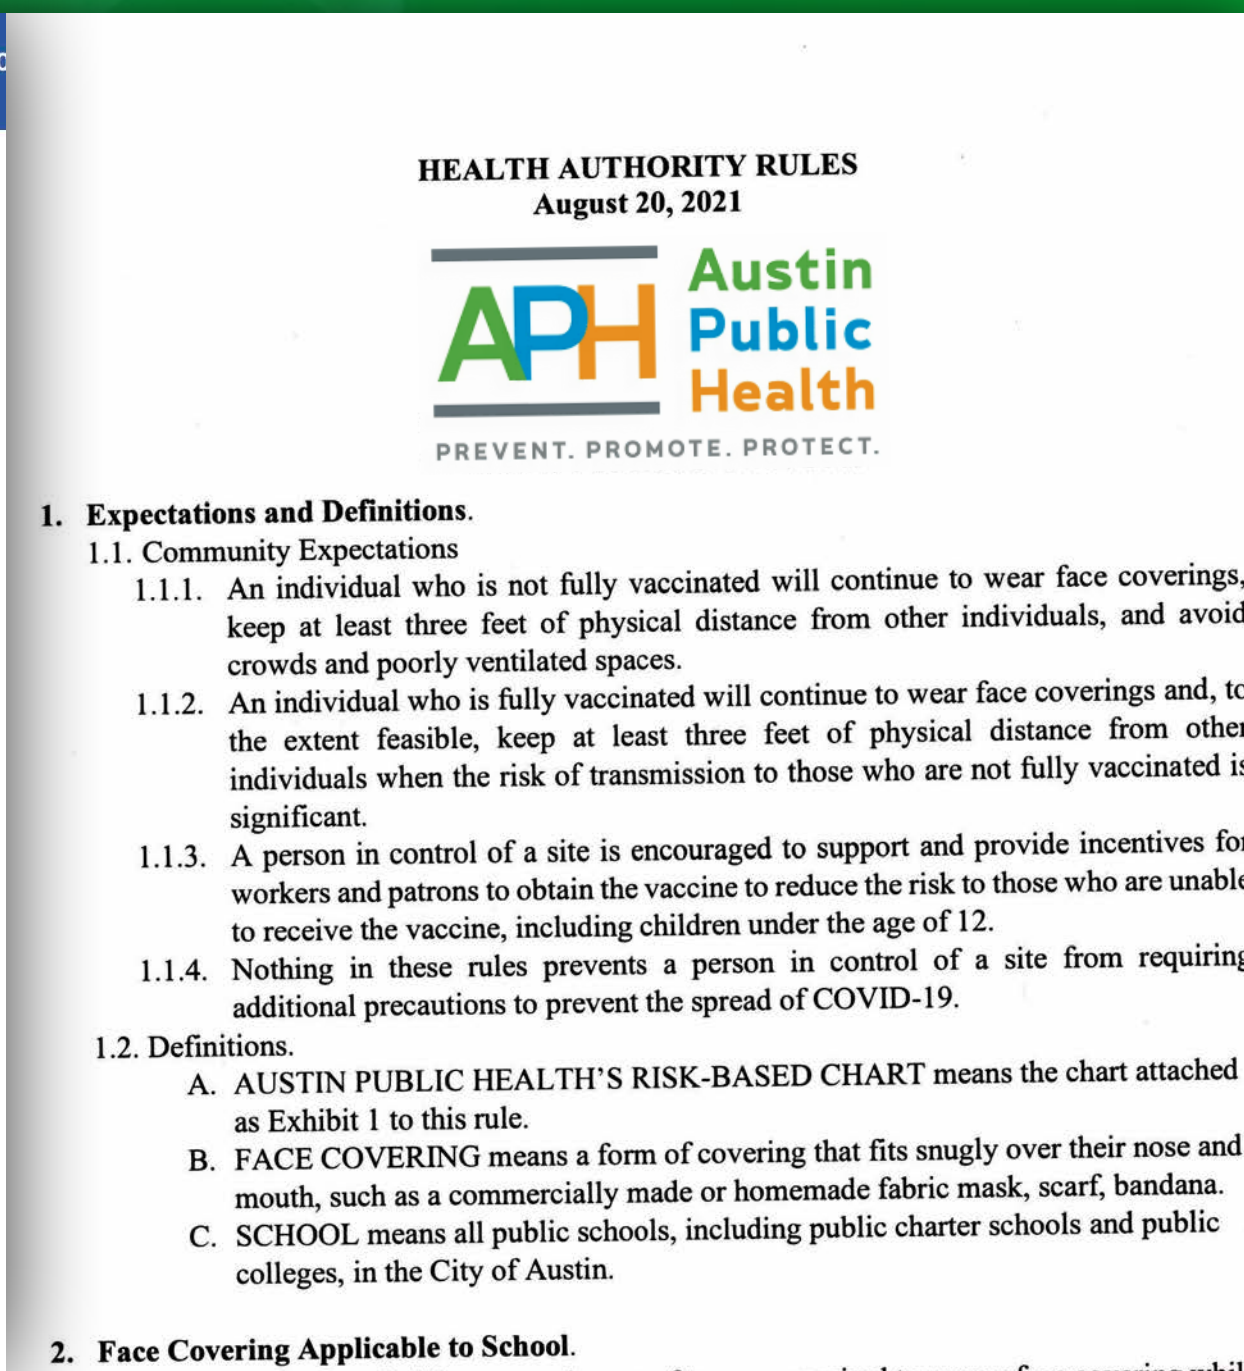 HEALTH AUTHORITY RULES
August 20, 2021
APH
Austin
Public
Health
PREVENT. PROMOTE. PROTECT.
1. Expectations and Definitions.
1.1. Community Expectations
1.1.1. An individual who is not fully vaccinated will continue to wear face coverings,
keep at least three feet of physical distance from other individuals, and avoid
crowds and poorly ventilated spaces.
1.1.2. An individual who is fully vaccinated will continue to wear face coverings and, to
the extent feasible, keep at least three feet of physical distance from other
individuals when the risk of transmission to those who are not fully vaccinated is
significant.
1.1.3. A person in control of a site is encouraged to support and provide incentives for
workers and patrons to obtain the vaccine to reduce the risk to those who are unable
to receive the vaccine, including children under the age of 12.
1.1.4. Nothing in these rules prevents a person in control of a site from requiring
additional precautions to prevent the spread of COVID-19.
1.2. Definitions.
A. AUSTIN PUBLIC HEALTH'S RISK-BASED CHART means the chart attached
as Exhibit 1 to this rule.
B. FACE COVERING means a form of covering that fits snugly over their nose and
mouth, such as a commercially made or homemade fabric mask, scarf, bandana.
C. SCHOOL means all public schools, including public charter schools and public
colleges, in the City of Austin.
2. Face Covering Applicable to School.